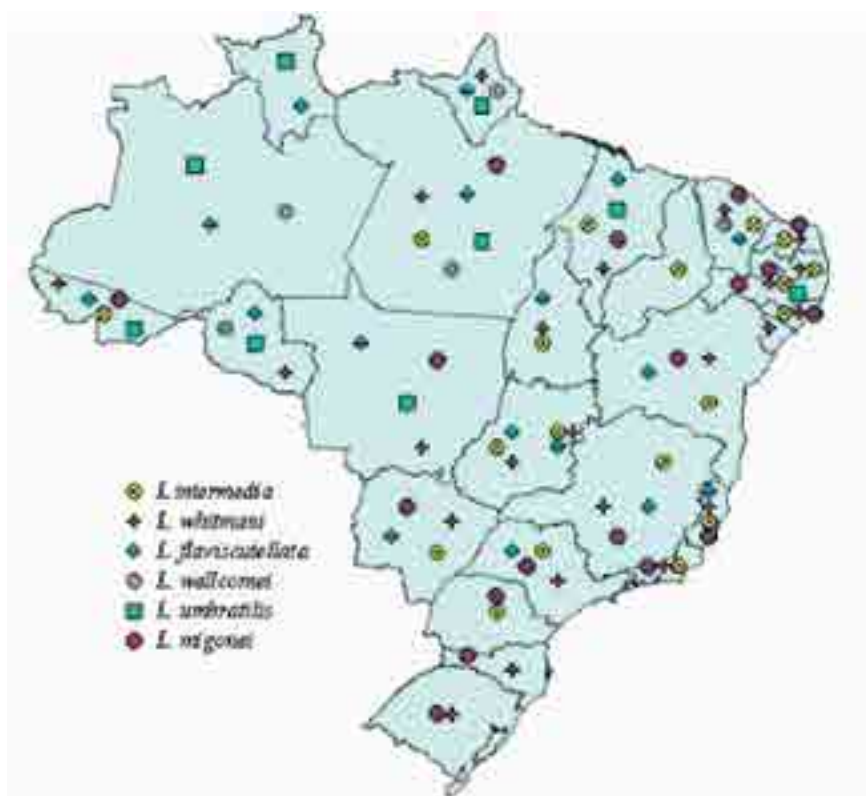 L. intermedia
L. whitmani
L. flaviscutellata
L. wellcomei
L. umbratilis
L. migonei